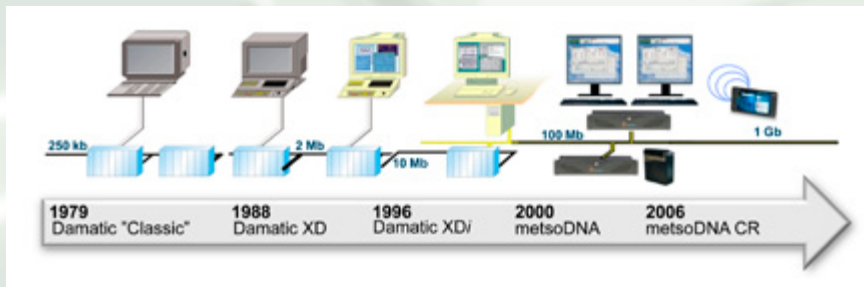 250 kb
2 Mb
10 Mb
100 Mb
1 Gb
1979
Damatic "Classic"
1988
Damatic XD
1996
Damatic XDi
2000
metsoDNA
2006
metsoDNA CR